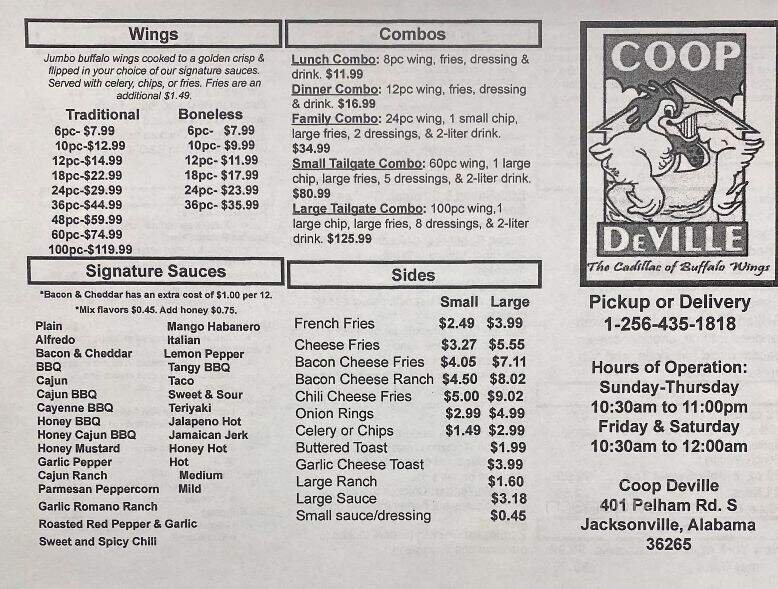 Wings
Jumbo buffalo wings cooked to a golden crisp &
flipped in your choice of our signature sauces.
Served with celery, chips, or fries. Fries are an
additional $1.49.
Traditional Boneless
6pc- $7.99 6pc- $7.99
10pc-$12.99 10pc- $9.99
12pc-$14.99 12pc- $11.99
18pc-$22.99 18pc- $17.99
24pc-$29.99 24pc- $23.99
36pc-$44.99 36pc- $35.99
48pc-$59.99
60pc-$74.99
100pc-$119.99
Combos
Lunch Combo: 8pc wing, fries, dressing &
drink. $11.99
Dinner Combo: 12pc wing, fries, dressing
& drink. $16.99
Family Combo: 24pc wing, 1 small chip,
large fries, 2 dressings, & 2-liter drink.
$34.99
Small Tailgate Combo: 60pc wing, 1 large
chip, large fries, 5 dressings, & 2-liter drink.
$80.99
Large Tailgate Combo: 100pc wing,1
large chip, large fries, 8 dressings, & 2-liter
drink. $125.99
Signature Sauces
*Bacon & Cheddar has an extra cost of $1.00 per 12.
*Mix flavors $0.45. Add honey $0.75.
Plain Mango Habanero
Alfredo Italian
Bacon & Cheddar Lemon Pepper
BBQ Tangy BBQ
Cajun Taco
Cajun BBQ Sweet & Sour
Cayenne BBQ Teriyaki
Honey BBQ Jalapeno Hot
Honey Cajun BBQ Jamaican Jerk
Honey Mustard Honey Hot
Garlic Pepper Hot
Cajun Ranch Medium
Parmesan Peppercorn Mild
Garlic Romano Ranch
Roasted Red Pepper & Garlic
Sweet and Spicy Chili
Sides
Small Large
French Fries $2.49 $3.99
Cheese Fries $3.27 $5.55
Bacon Cheese Fries $4.05 $7.11
Bacon Cheese Ranch $4.50 $8.02
Chili Cheese Fries $5.00 $9.02
Onion Rings $2.99 $4.99
Celery or Chips $1.49 $2.99
Buttered Toast $1.99
Garlic Cheese Toast $3.99
Large Ranch $1.60
Large Sauce $3.18
Small sauce/dressing $0.45
COOP
DEVILLE
The Cadillac of Buffalo Wings
Pickup or Delivery
1-256-435-1818
Hours of Operation:
Sunday-Thursday
10:30am to 11:00pm
Friday & Saturday
10:30am to 12:00am
Coop Deville
401 Pelham Rd. S
Jacksonville, Alabama
36265